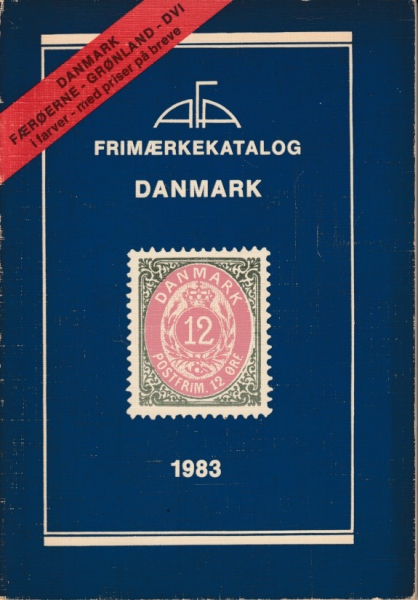 DANMARK
FÆRØERNE - GRØNLAND - DVI
i farver - med priser på breve
AFA
FRIMÆRKEKATALOG
DANMARK
DANMARK
12
POSTFRIM. 12 ØRE
1983